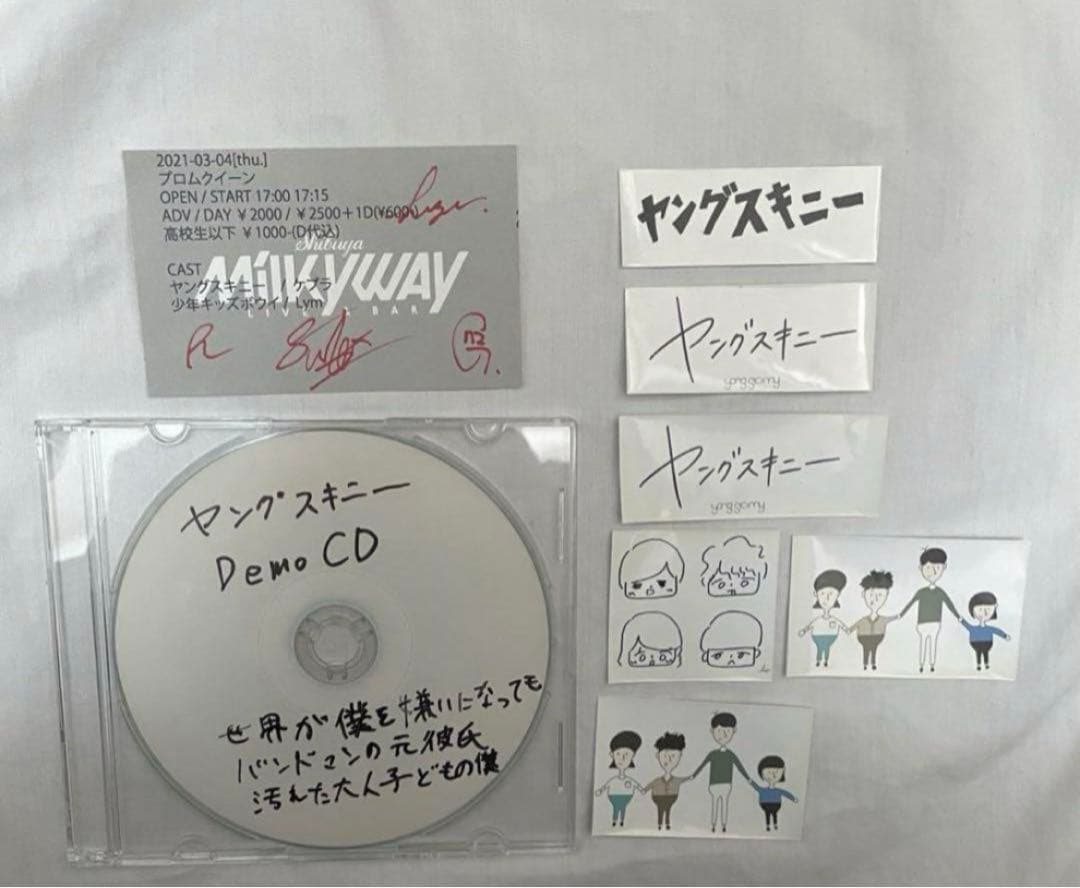 2021-03-04[thu.]
プロムクイーン
OPEN / START 17:00 17:15
ADV / DAY ¥2000 / ¥2500+1D(¥600)
高校生以下 ¥1000-(D代込)
Shibuya
MilkyWAY
LIVE BAR
CAST
ヤングスキニー / ケプラ
少年キッズボウイ / Lym
ヤングスキニー
Demo CD
世界が僕を嫌いになっても
バンドマンの元彼氏
汚れた大人子どもの僕
ヤングスキニー
ヤングスキニー
ヤングスキニー